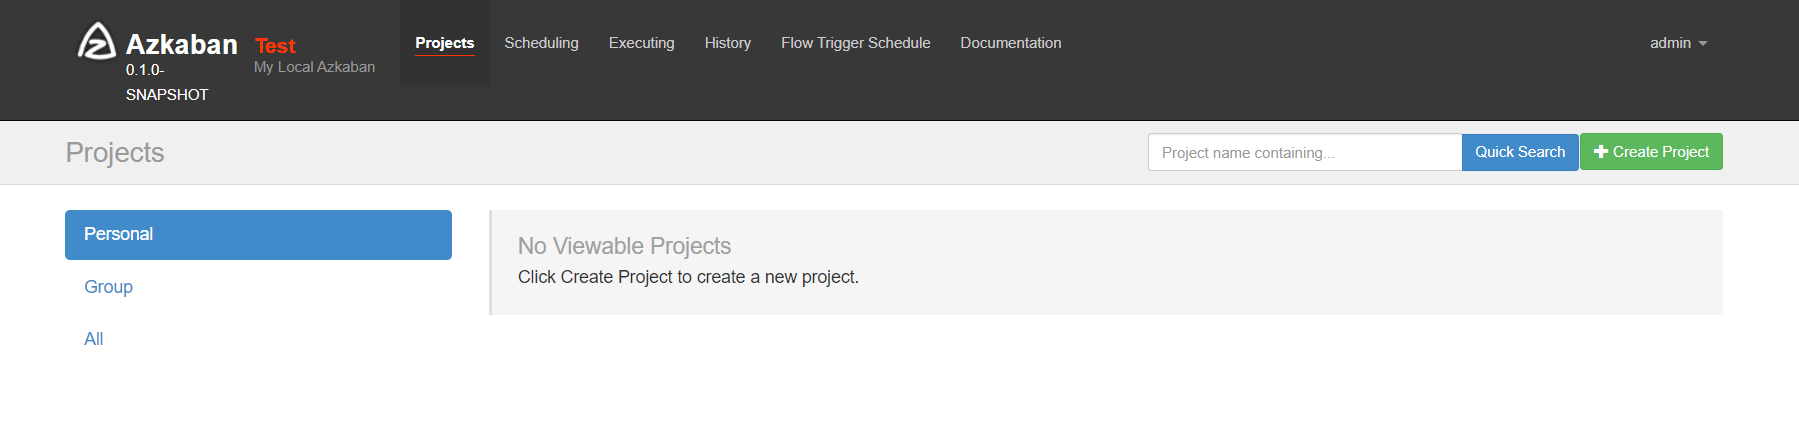 Azkaban
0.1.0-
SNAPSHOT
Test
My Local Azkaban
Projects
Scheduling
Executing
History
Flow Trigger Schedule
Documentation
admin
Projects
Project name containing...
Quick Search
Create Project
Personal
Group
All
No Viewable Projects
Click Create Project to create a new project.